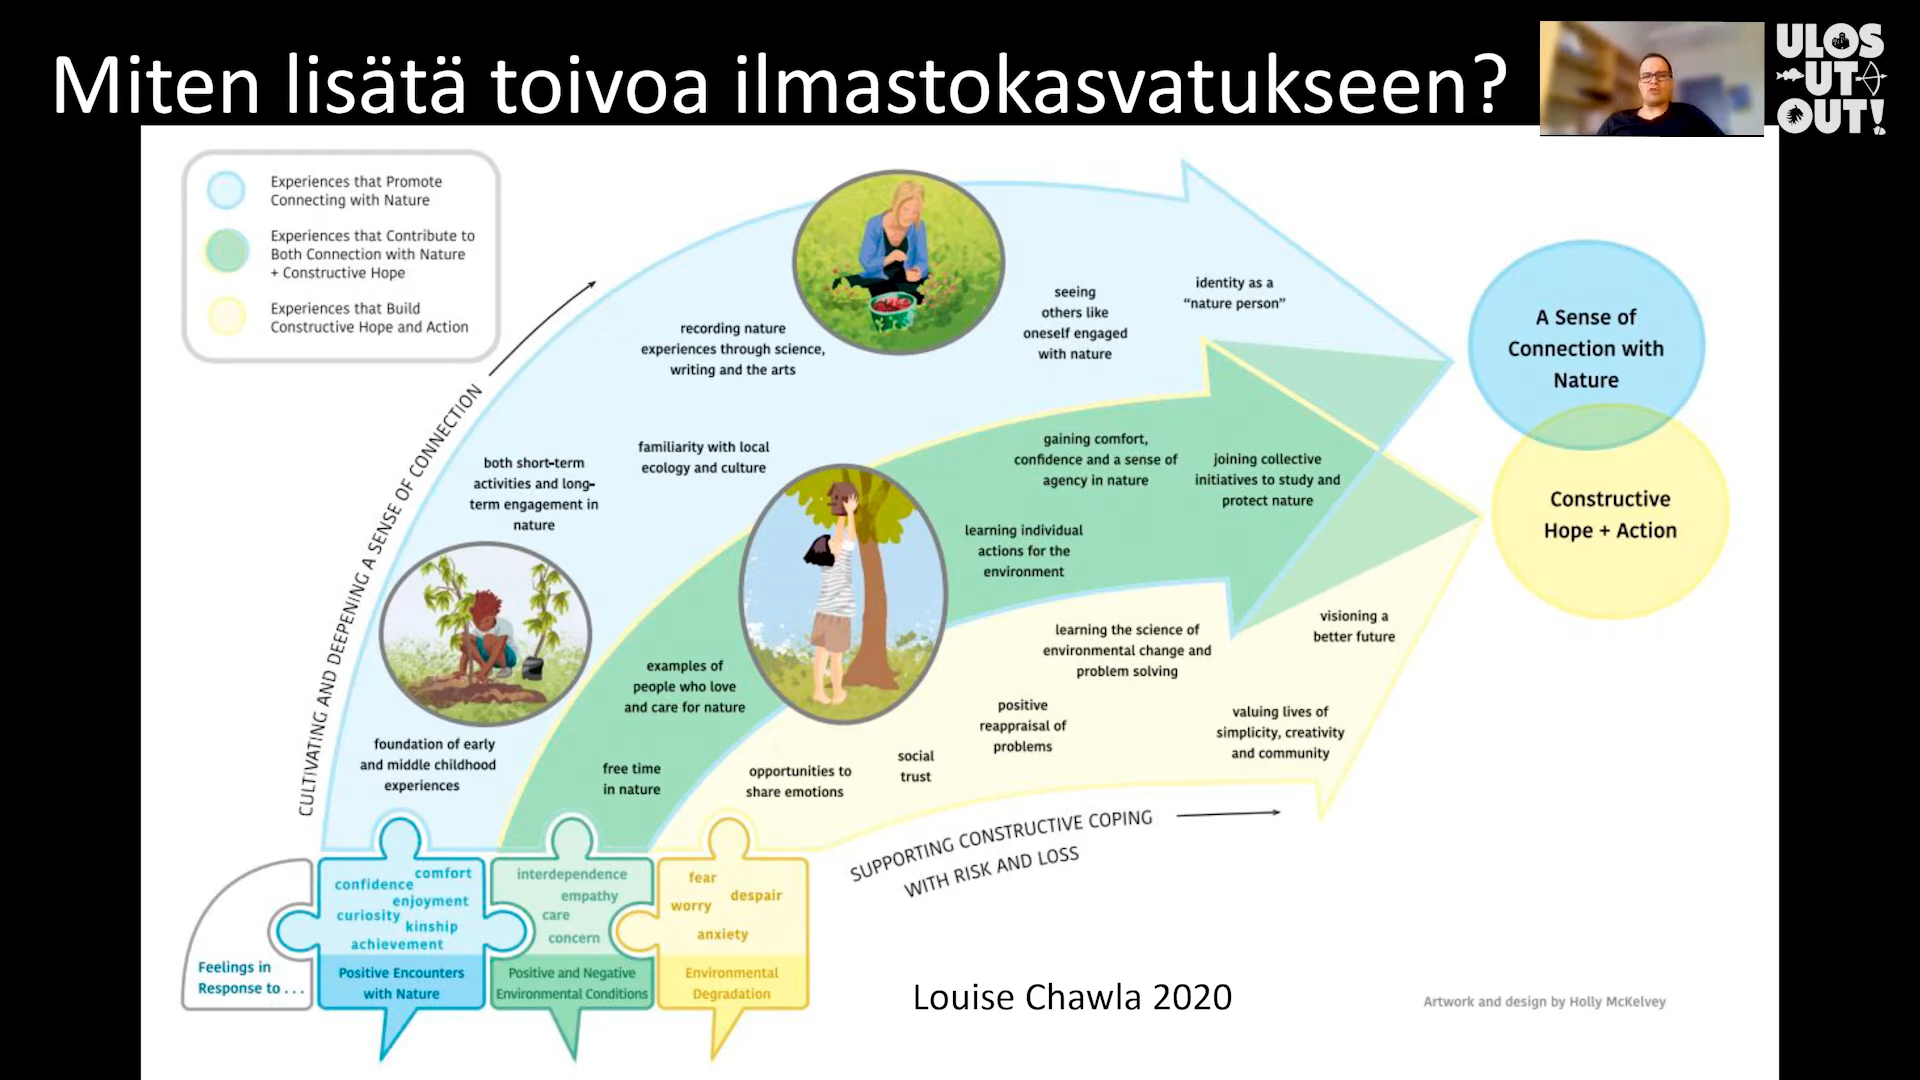 Miten lisätä toivoa ilmastokasvatukseen?
ULOS
UT
OUT!
Experiences that Promote
Connecting with Nature
Experiences that Contribute to
Both Connection with Nature
+ Constructive Hope
Experiences that Build
Constructive Hope and Action
CULTIVATING AND DEEPENING A SENSE OF CONNECTION
recording nature
experiences through science,
writing and the arts
seeing
others like
oneself engaged
with nature
identity as a
“nature person”
both short-term
activities and long-
term engagement in
nature
familiarity with local
ecology and culture
foundation of early
and middle childhood
experiences
gaining comfort,
confidence and a sense of
agency in nature
joining collective
initiatives to study and
protect nature
learning individual
actions for the
environment
examples of
people who love
and care for nature
free time
in nature
learning the science of
environmental change and
problem solving
visioning a
better future
positive
reappraisal of
problems
valuing lives of
simplicity, creativity
and community
social
trust
opportunities to
share emotions
A Sense of
Connection with
Nature
Constructive
Hope + Action
SUPPORTING CONSTRUCTIVE COPING
WITH RISK AND LOSS
Feelings in
Response to . . .
comfort
confidence
enjoyment
curiosity
kinship
achievement
Positive Encounters
with Nature
interdependence
empathy
care
concern
Positive and Negative
Environmental Conditions
fear
despair
worry
anxiety
Environmental
Degradation
Louise Chawla 2020
Artwork and design by Holly McKelvey